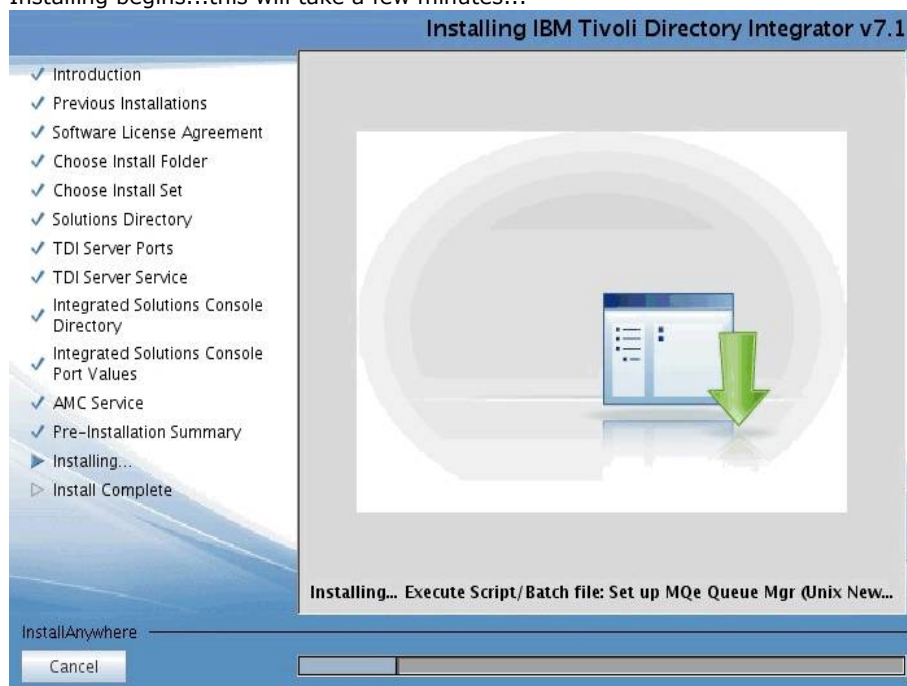 Installing begins...this will take a few minutes...
Installing IBM Tivoli Directory Integrator v7.1
Introduction
Previous Installations
Software License Agreement
Choose Install Folder
Choose Install Set
Solutions Directory
TDI Server Ports
TDI Server Service
Integrated Solutions Console
Directory
Integrated Solutions Console
Port Values
AMC Service
Pre-Installation Summary
Installing...
Install Complete
Installing... Execute Script/Batch file: Set up MQe Queue Mgr (Unix New...
InstallAnywhere
Cancel